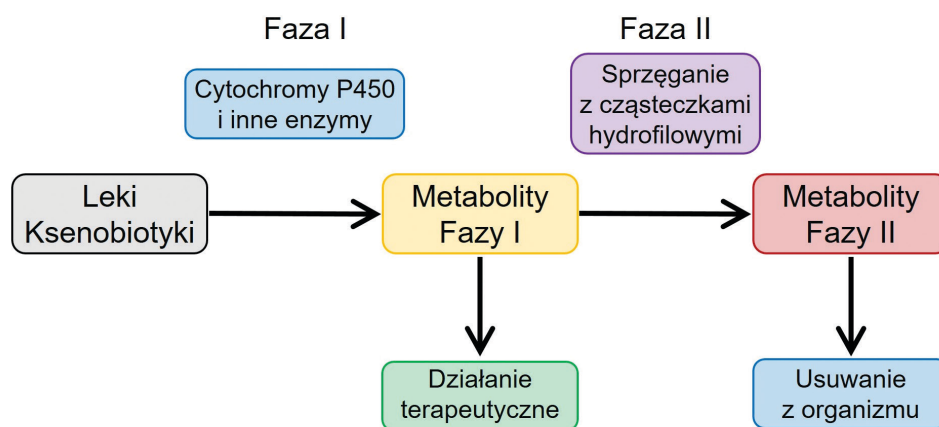 Faza I
Faza II
Cytochromy P450
i inne enzymy
Sprzęganie
z cząsteczkami
hydrofilowymi
Leki
Ksenobiotyki
Metabolity
Fazy I
Metabolity
Fazy II
Działanie
terapeutyczne
Usuwanie
z organizmu